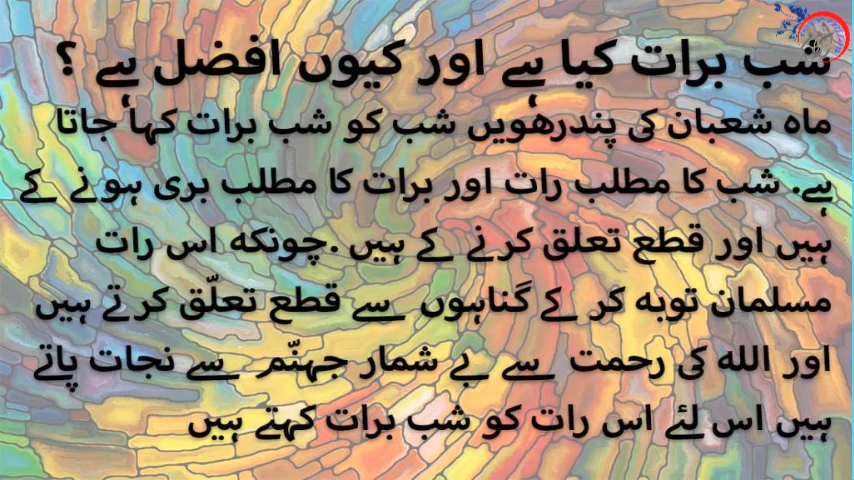 شب برات کیا ہے اور کیوں افضل ہے ؟
ماہ شعبان کی پندرھویں شب کو شب برات کہا جاتا
ہے. شب کا مطلب رات اور برات کا مطلب بری ہونے کے
ہیں اور قطع تعلق کرنے کے ہیں .چونکه اس رات
مسلمان توبہ کر کے گناہوں سے قطع تعلّق کرتے ہیں
اور الله کی رحمت سے بے شمار جہنّم سے نجات پاتے
ہیں اس لئے اس رات کو شب برات کہتے ہیں